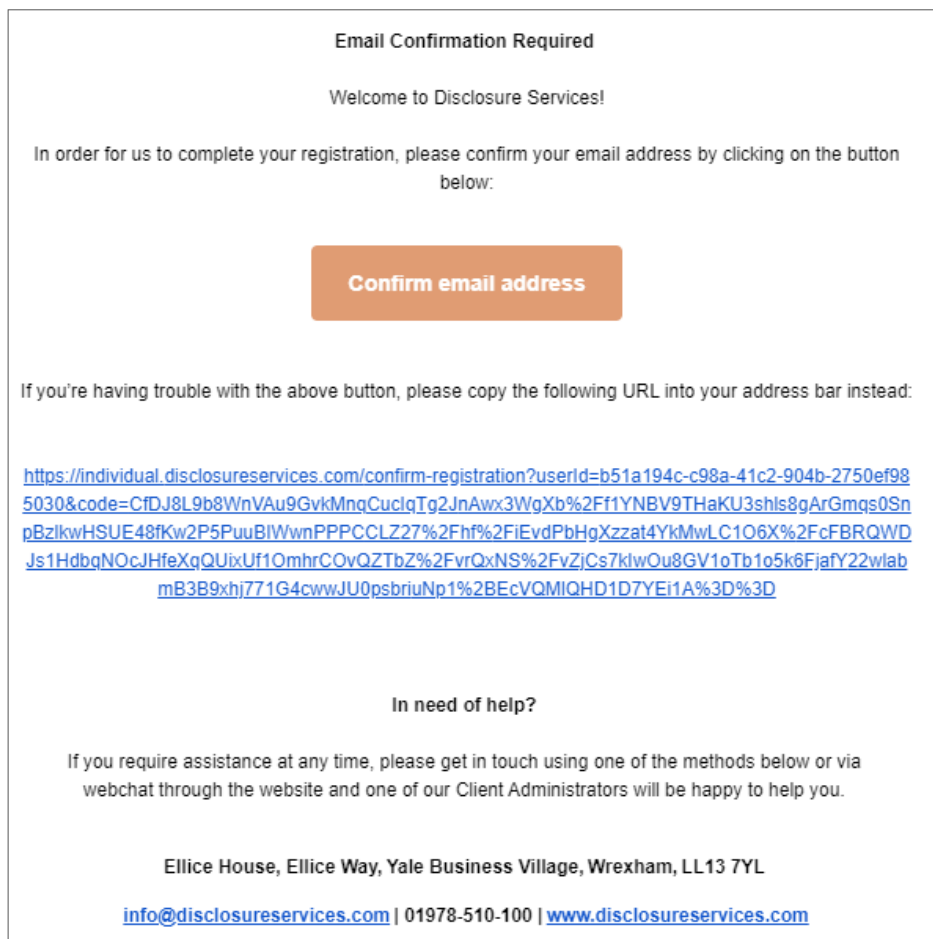 Email Confirmation Required
Welcome to Disclosure Services!
In order for us to complete your registration, please confirm your email address by clicking on the button
below:
Confirm email address
If you're having trouble with the above button, please copy the following URL into your address bar instead:
https://individual.disclosureservices.com/confirm-registration?userId=b51a194c-c98a-41c2-904b-2750ef98
5030&code=CfDJ8L9b8WnVAu9GvkMnqCuclqTg2JnAwx3WgXb%2Ff1YNBV9THaKU3shls8gArGmqs0Sn
pBzlkwHSUE48fKw2P5PuuBlWwnPPPCCLZ27%2Fhf%2FiEvdPbHgXzzat4YkMwLC1O6X%2FcFBRQWD
Js1HdbqNOcJHfeXqQUixUf1OmhrCOvQZTbZ%2FvrQxNS%2FvZjCs7klwOu8GV1oTb1o5k6FjafY22wlab
mB3B9xhj771G4cwwJU0psbriuNp1%2BEcVQMlQHD1D7YEi1A%3D%3D
In need of help?
If you require assistance at any time, please get in touch using one of the methods below or via
webchat through the website and one of our Client Administrators will be happy to help you.
Ellice House, Ellice Way, Yale Business Village, Wrexham, LL13 7YL
info@disclosureservices.com | 01978-510-100 | www.disclosureservices.com